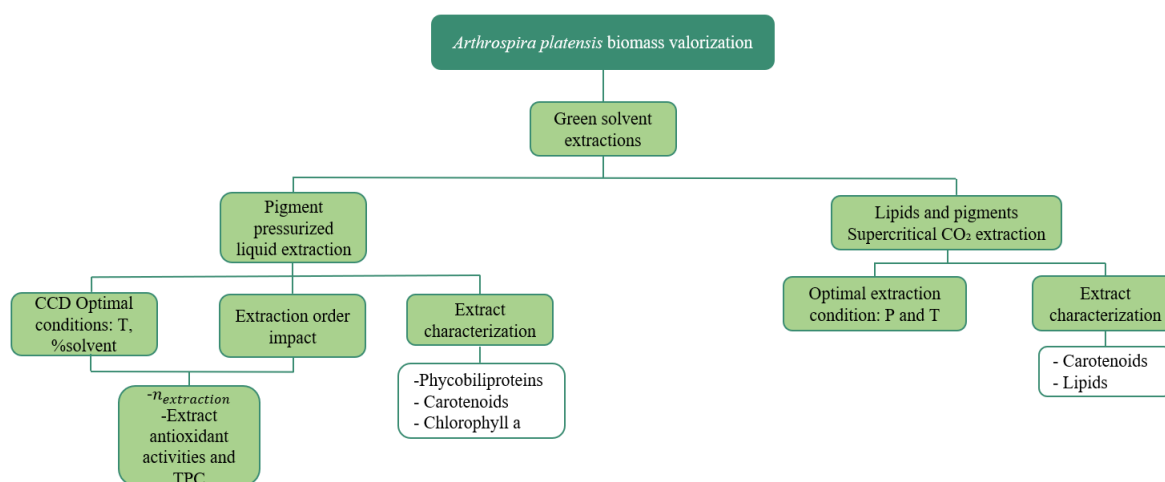 Arthrospira platensis biomass valorization
Green solvent
extractions
Pigment
pressurized
liquid extraction
Lipids and pigments
Supercritical CO₂ extraction
CCD Optimal
conditions: T,
%solvent
Extraction order
impact
Extract
characterization
Optimal extraction
condition: P and T
Extract
characterization
-Phycobiliproteins
- Carotenoids
- Chlorophyll a
- Carotenoids
- Lipids
-n_extraction
-Extract
antioxidant
activities and
TPC